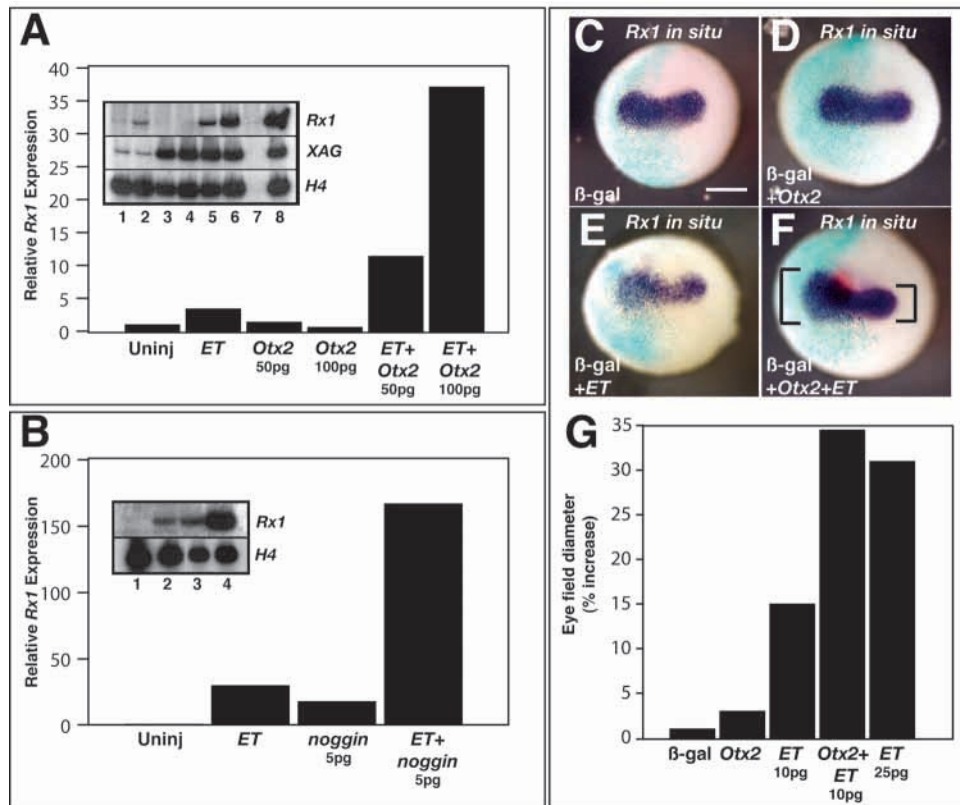 A
Relative Rx1 Expression
40
35
30
25
20
15
10
5
0
Rx1
XAG
H4
1 2 3 4 5 6 7 8
Uninj ET Otx2 Otx2 ET+ ET+
50pg 100pg Otx2 Otx2
50pg 100pg
B
Relative Rx1 Expression
200
150
100
50
0
Rx1
H4
1 2 3 4
Uninj ET noggin ET+
5pg noggin
5pg
C Rx1 in situ
ß-gal
D Rx1 in situ
ß-gal
+Otx2
E Rx1 in situ
ß-gal
+ET
F Rx1 in situ
ß-gal
+Otx2+ET
G
Eye field diameter
(% increase)
35
30
25
20
15
10
5
0
ß-gal Otx2 ET Otx2+ ET
10pg ET 25pg
10pg